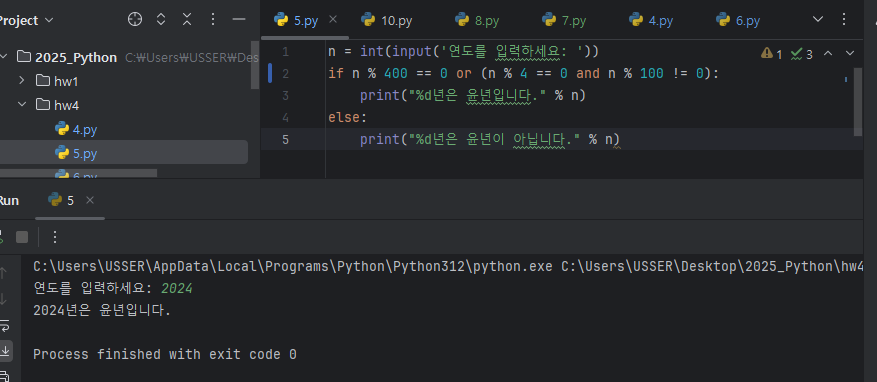 Project
5.py
10.py
8.py
7.py
4.py
6.py
2025_Python C:₩Users₩USSER₩Des
hw1
hw4
4.py
5.py
6.py
1 n = int(input('연도를 입력하세요: '))
2 if n % 400 == 0 or (n % 4 == 0 and n % 100 != 0):
3 print("%d년은 윤년입니다." % n)
4 else:
5 print("%d년은 윤년이 아닙니다." % n)
1 3
Run
5
C:\Users\USSER\AppData\Local\Programs\Python\Python312\python.exe C:\Users\USSER\Desktop\2025_Python\hw4
연도를 입력하세요: 2024
2024년은 윤년입니다.
Process finished with exit code 0